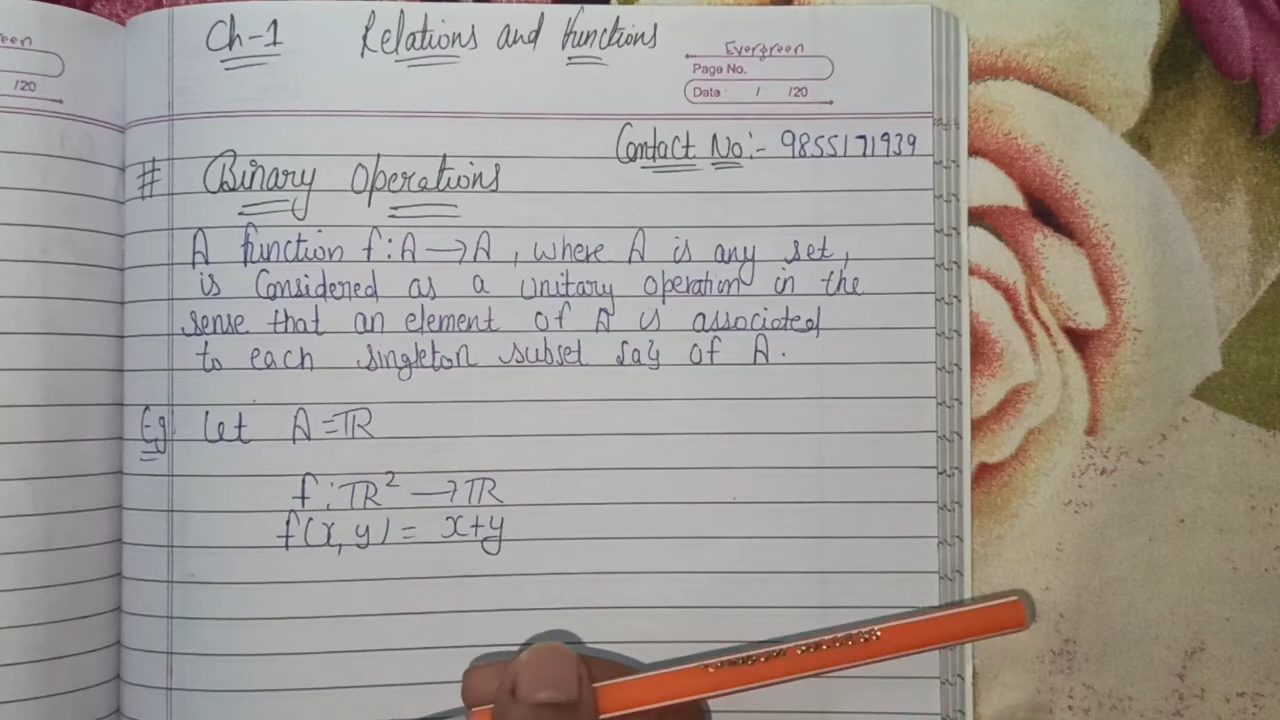 een
/20
Ch-1 Relations and Functions
Evergreen
Page No.
Date: / /20
Contact No:- 9855171939
# Binary Operations
A function f:A→A, where A is any set,
is Considered as a unitary operation in the
sense that an element of A is associated
to each singleton subset say of A.
Eg: Let A=ℝ
f:ℝ²→ℝ
f(x,y) = x+y